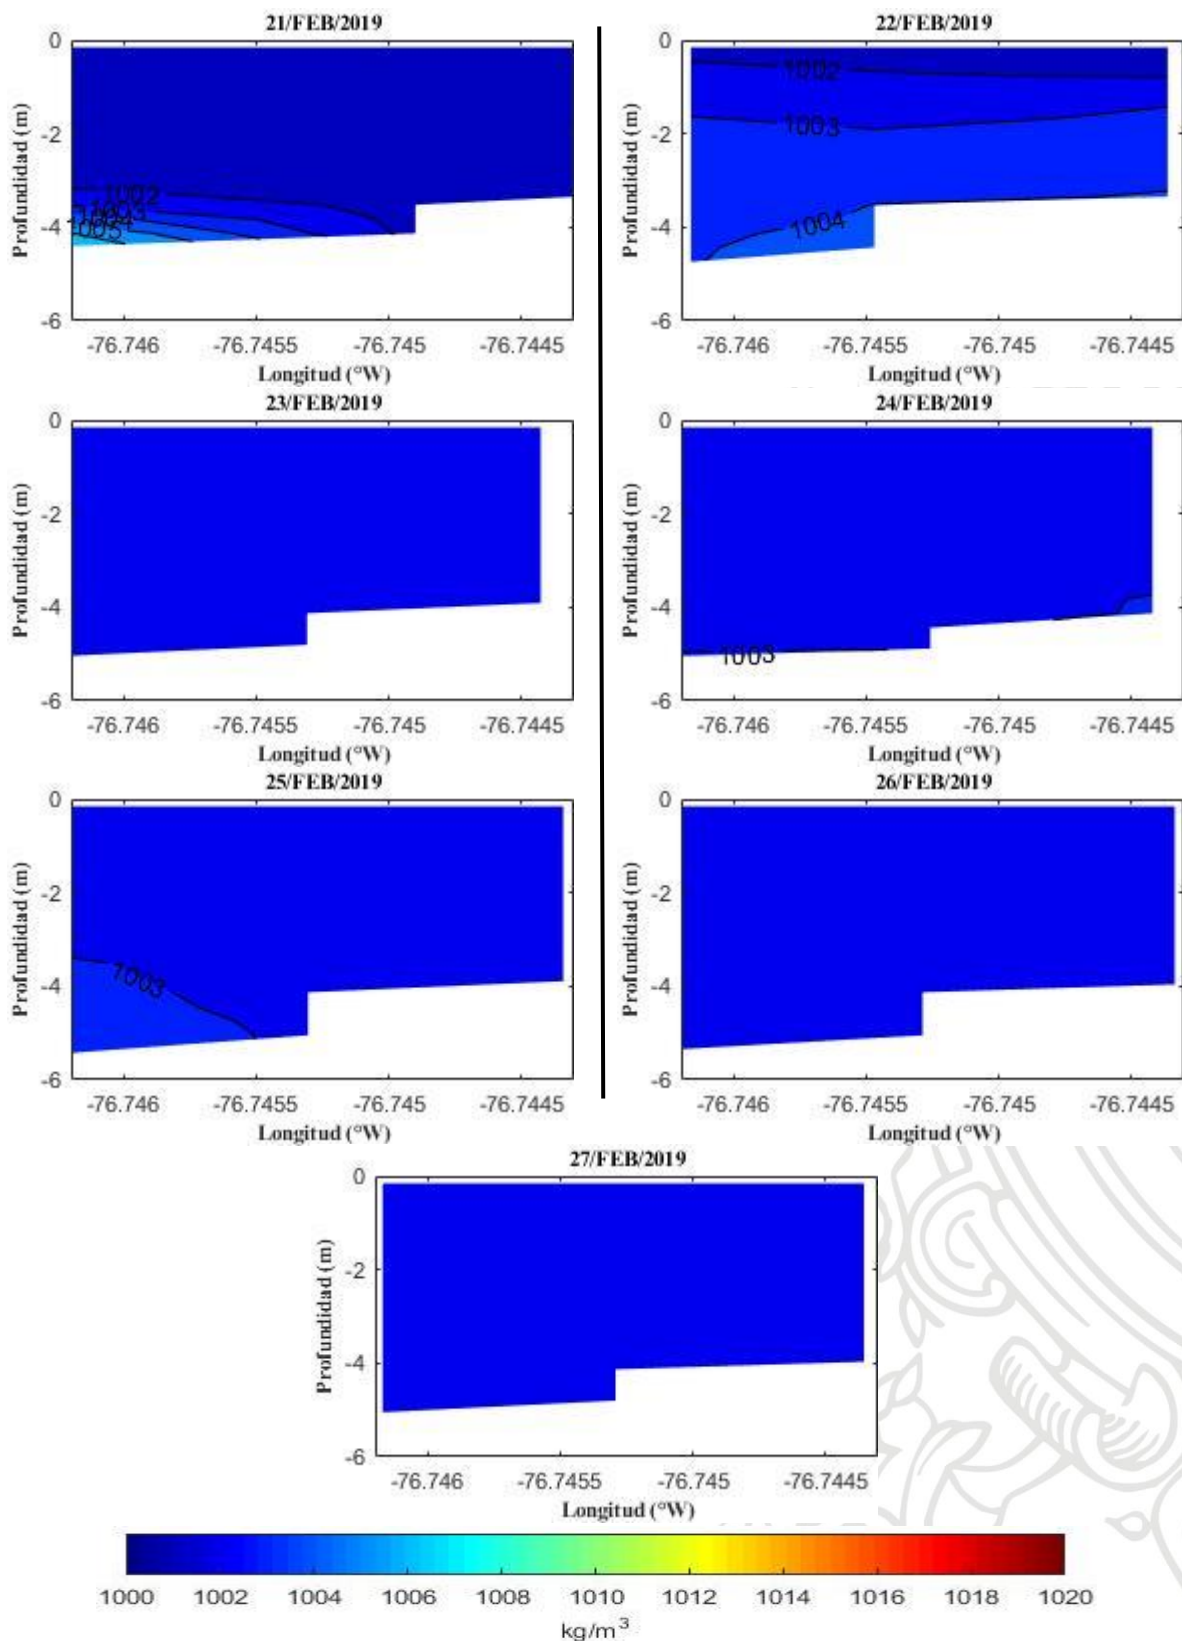 21/FEB/2019
0
-2
-4
-6
Profundidad (m)
1002
1003
1004
1005
-76.746 -76.7455 -76.745 -76.7445
Longitud (°W)
22/FEB/2019
0
-2
-4
-6
Profundidad (m)
1002
1003
1004
-76.746 -76.7455 -76.745 -76.7445
Longitud (°W)
23/FEB/2019
0
-2
-4
-6
Profundidad (m)
-76.746 -76.7455 -76.745 -76.7445
Longitud (°W)
24/FEB/2019
0
-2
-4
-6
Profundidad (m)
1003
-76.746 -76.7455 -76.745 -76.7445
Longitud (°W)
25/FEB/2019
0
-2
-4
-6
Profundidad (m)
1003
-76.746 -76.7455 -76.745 -76.7445
Longitud (°W)
26/FEB/2019
0
-2
-4
-6
Profundidad (m)
-76.746 -76.7455 -76.745 -76.7445
Longitud (°W)
27/FEB/2019
0
-2
-4
-6
Profundidad (m)
-76.746 -76.7455 -76.745 -76.7445
Longitud (°W)
1000 1002 1004 1006 1008 1010 1012 1014 1016 1018 1020
kg/m³